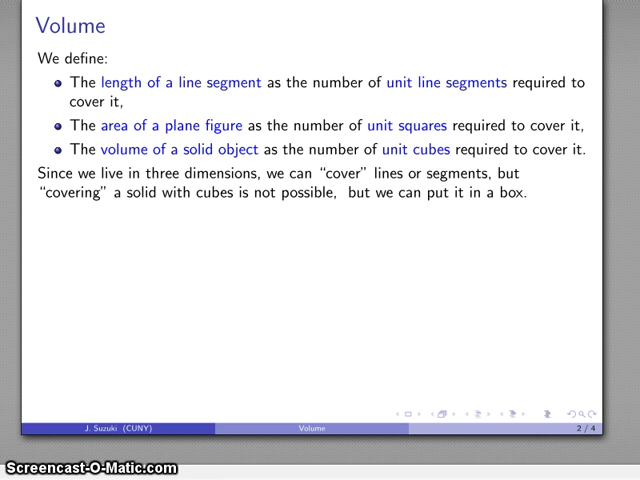 Volume
We define:
The length of a line segment as the number of unit line segments required to
cover it,
The area of a plane figure as the number of unit squares required to cover it,
The volume of a solid object as the number of unit cubes required to cover it.
Since we live in three dimensions, we can “cover” lines or segments, but
“covering” a solid with cubes is not possible, but we can put it in a box.
J. Suzuki (CUNY)
Volume
2 / 4
Screencast-O-Matic.com